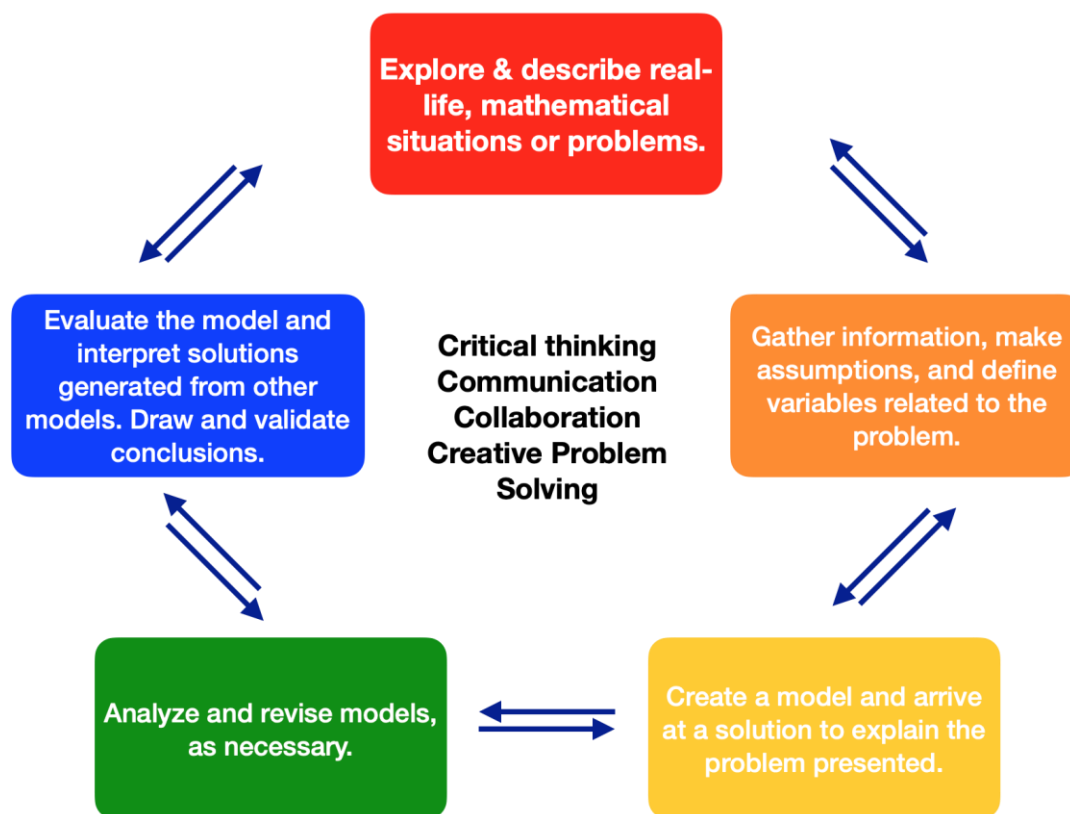 Explore & describe real-
life, mathematical
situations or problems.
Evaluate the model and
interpret solutions
generated from other
models. Draw and validate
conclusions.
Critical thinking
Communication
Collaboration
Creative Problem
Solving
Gather information, make
assumptions, and define
variables related to the
problem.
Analyze and revise models,
as necessary.
Create a model and arrive
at a solution to explain the
problem presented.